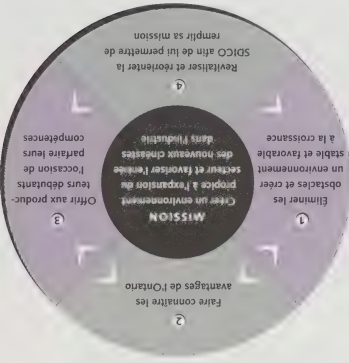 2
Faire connaître les
avantages de l'Ontario
1
Éliminer les
obstacles et créer
un environnement
stable et favorable
à la croissance
MISSION
Créer un environnement
propice à l'expansion du
secteur et favoriser l'entrée
des nouveaux cinéastes
dans l'industrie
3
Offrir aux produc-
teurs débutants
l'occasion de
parfaire leurs
compétences
4
Revitaliser et réorienter la
SDICO afin de lui permettre de
remplir sa mission